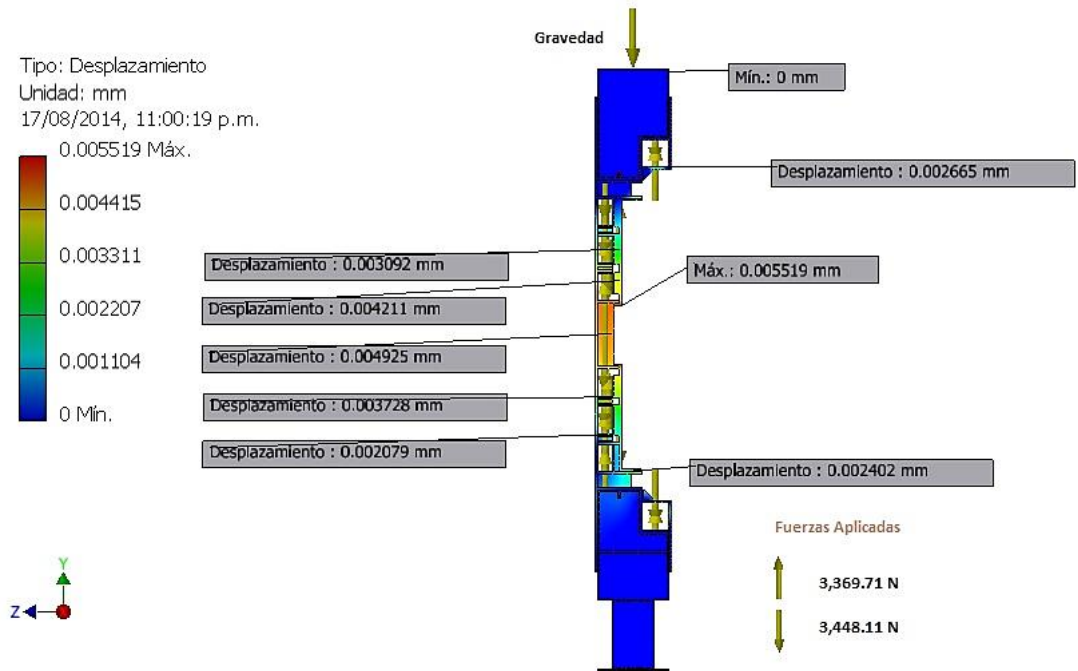 Gravedad
Tipo: Desplazamiento
Unidad: mm
17/08/2014, 11:00:19 p.m.
0.005519 Máx.
0.004415
0.003311
0.002207
0.001104
0 Mín.
Mín.: 0 mm
Desplazamiento : 0.002665 mm
Desplazamiento : 0.003092 mm
Máx.: 0.005519 mm
Desplazamiento : 0.004211 mm
Desplazamiento : 0.004925 mm
Desplazamiento : 0.003728 mm
Desplazamiento : 0.002079 mm
Desplazamiento : 0.002402 mm
Fuerzas Aplicadas
3,369.71 N
3,448.11 N
Y
Z